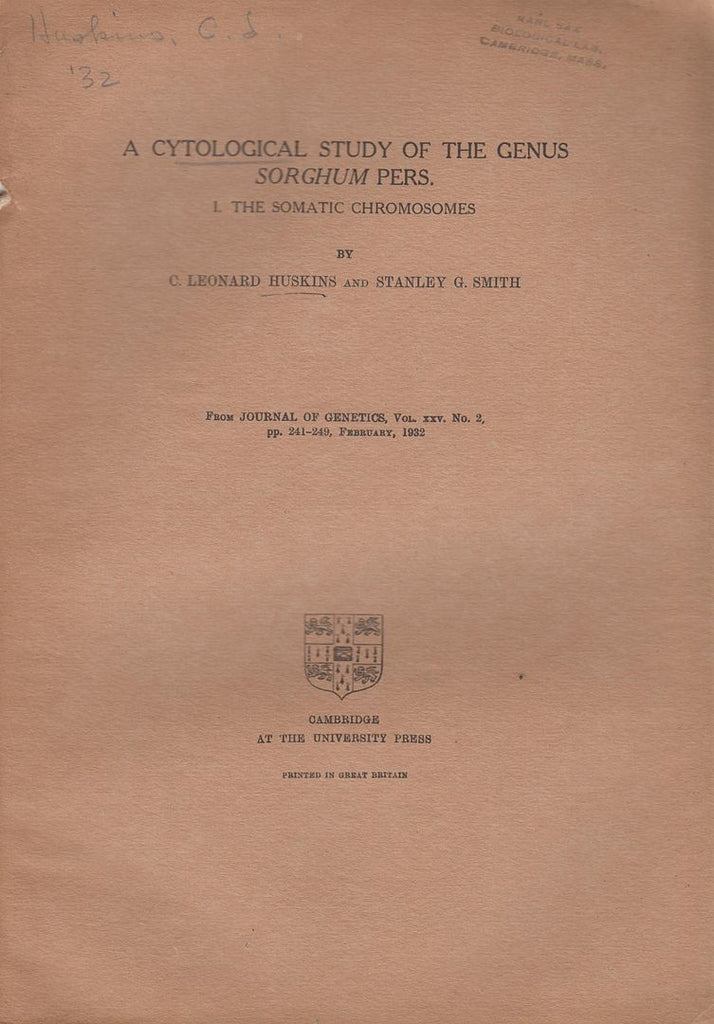 Huskins, C. L.
'32
KARL SAX
BIOLOGICAL LAB.
CAMBRIDGE, MASS.
A CYTOLOGICAL STUDY OF THE GENUS
SORGHUM PERS.
I. THE SOMATIC CHROMOSOMES
BY
C. LEONARD HUSKINS AND STANLEY G. SMITH
FROM JOURNAL OF GENETICS, VOL. XXV. No. 2,
pp. 241–249, FEBRUARY, 1932
CAMBRIDGE
AT THE UNIVERSITY PRESS
PRINTED IN GREAT BRITAIN